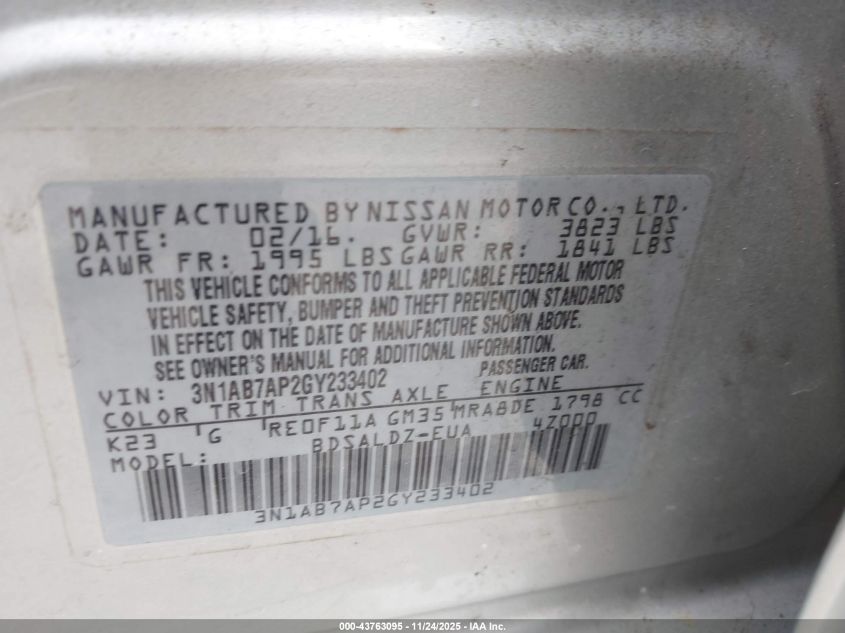 MANUFACTURED BY NISSAN MOTOR CO., LTD.
DATE: 02/16. GVWR: 3823 LBS
GAWR FR: 1995 LBS GAWR RR: 1841 LBS
THIS VEHICLE CONFORMS TO ALL APPLICABLE FEDERAL MOTOR
VEHICLE SAFETY, BUMPER AND THEFT PREVENTION STANDARDS
IN EFFECT ON THE DATE OF MANUFACTURE SHOWN ABOVE.
SEE OWNER'S MANUAL FOR ADDITIONAL INFORMATION.
VIN: 3N1AB7AP2GY233402 PASSENGER CAR.
COLOR TRIM TRANS AXLE ENGINE
K23 G RE0F11A GM35 MRA8DE 1798 CC
MODEL: BDSALDZ-EUA 4Z000
3N1AB7AP2GY233402
000-43763095 - 11/24/2025 - IAA Inc.